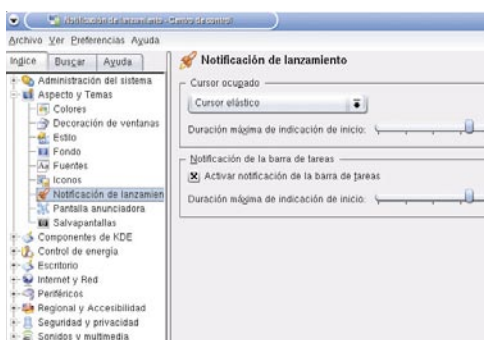 Notificación de lanzamiento - Centro de control
Archivo Ver Preferencias Ayuda
Indice Buscar Ayuda
Administración del sistema
Aspecto y Temas
Colores
Decoración de ventanas
Estilo
Fondo
Fuentes
Iconos
Notificación de lanzamien
Pantalla anunciadora
Salvapantallas
Componentes de KDE
Control de energía
Escritorio
Internet y Red
Periféricos
Regional y Accesibilidad
Seguridad y privacidad
Sonidos y multimedia
Notificación de lanzamiento
Cursor ocupado
Cursor elástico
Duración máxima de indicación de inicio:
Notificación de la barra de tareas
Activar notificación de la barra de tareas
Duración máxima de indicación de inicio: